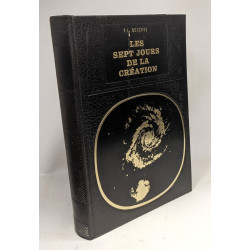 LES
SEPT JOURS
DE LA
CRÉATION